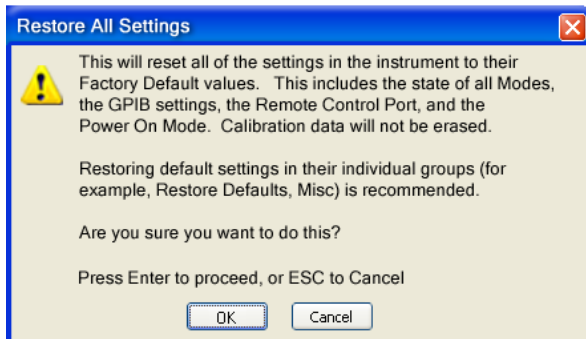 Restore All Settings
This will reset all of the settings in the instrument to their
Factory Default values. This includes the state of all Modes,
the GPIB settings, the Remote Control Port, and the
Power On Mode. Calibration data will not be erased.
Restoring default settings in their individual groups (for
example, Restore Defaults, Misc) is recommended.
Are you sure you want to do this?
Press Enter to proceed, or ESC to Cancel
OK
Cancel